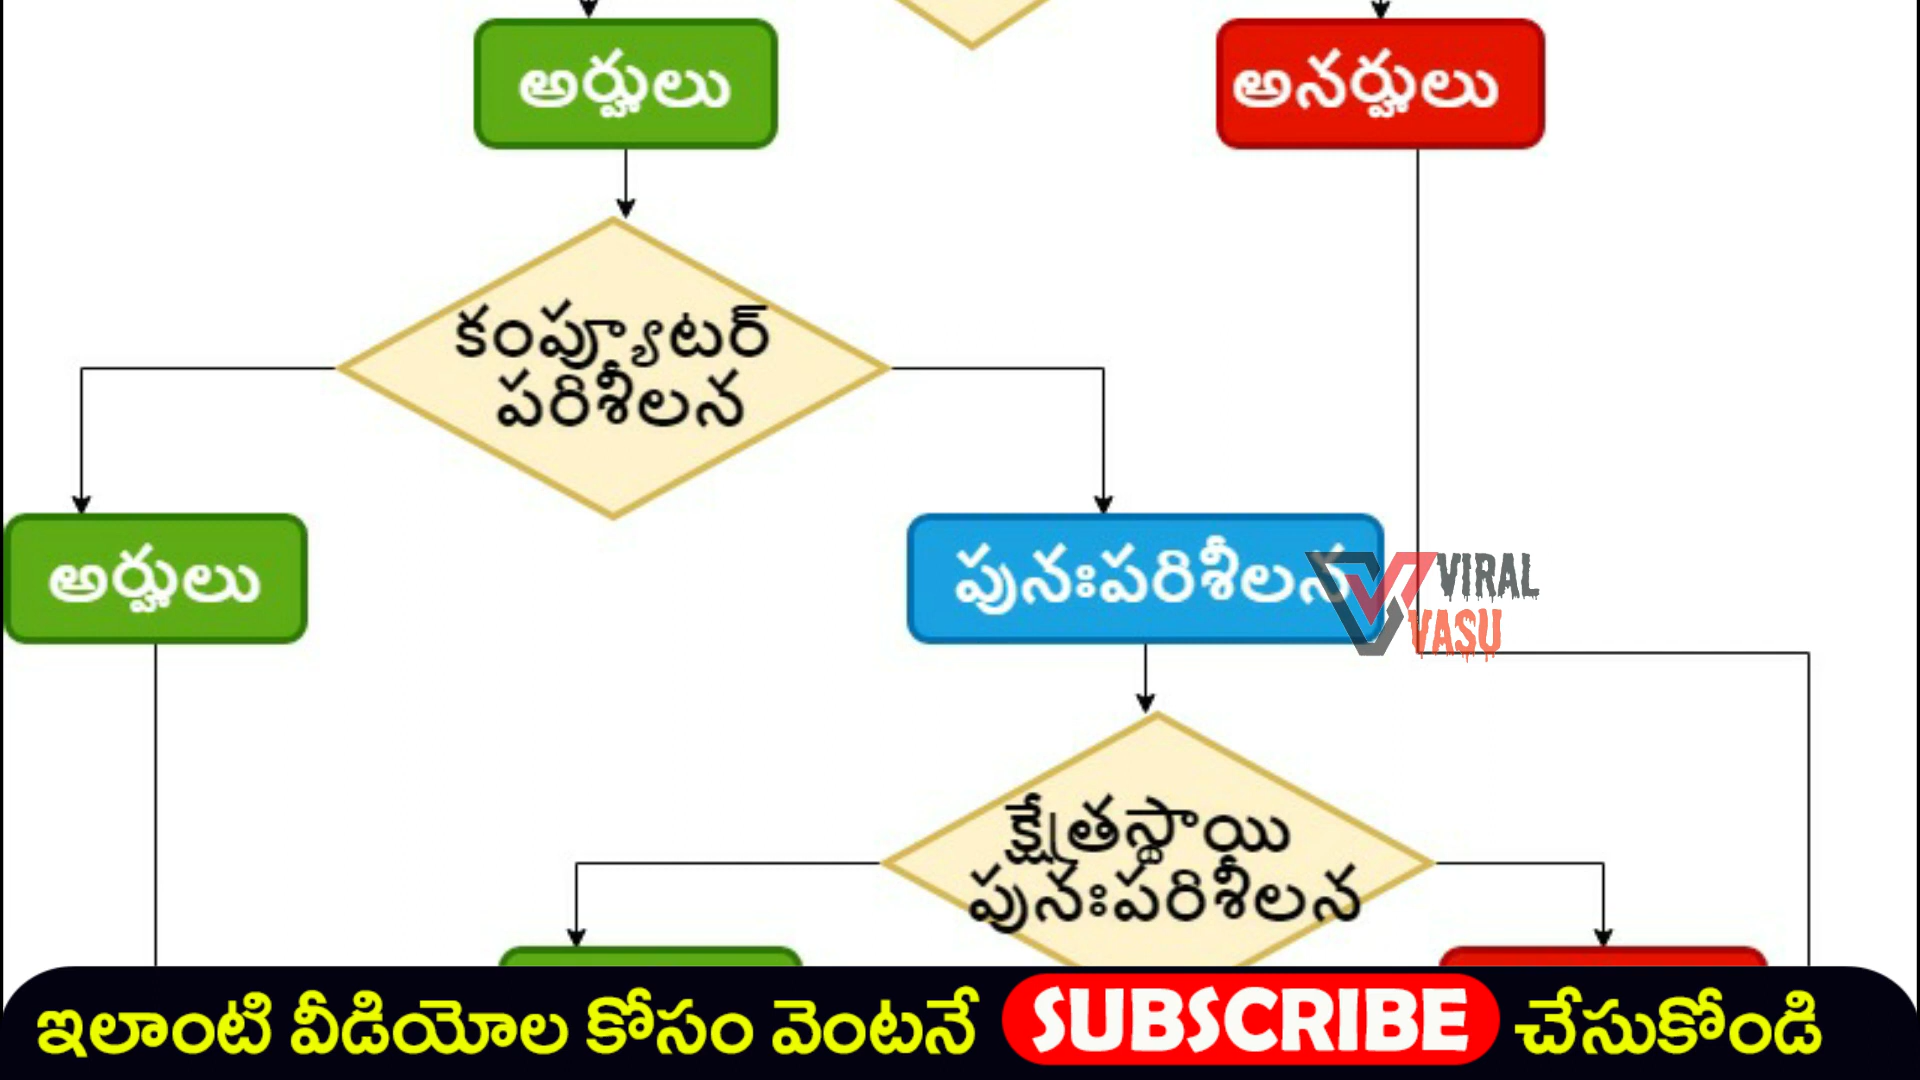 అర్హులు
అనర్హులు
కంప్యూటర్
పరిశీలన
అర్హులు
పునఃపరిశీలన
VIRAL
VASU
క్షేత్రస్థాయి
పునఃపరిశీలన
ఇలాంటి వీడియోల కోసం వెంటనే SUBSCRIBE చేసుకోండి